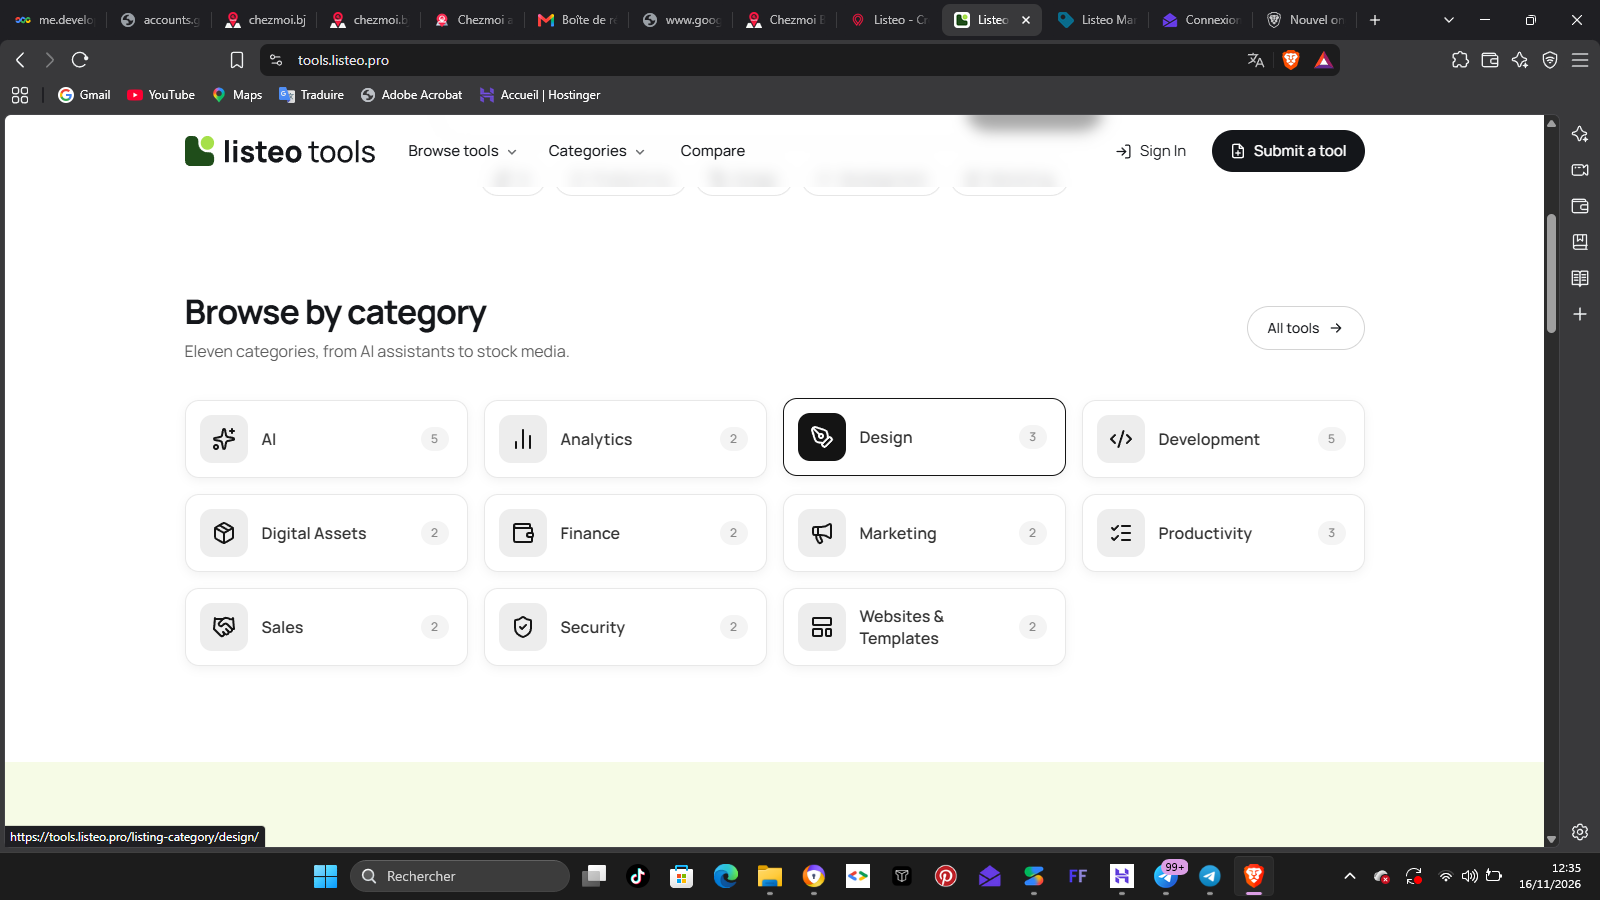 me.develo
accounts.g
chezmoi.bj
chezmoi.b
Chezmoi a
Boîte de ré
www.goog
Chezmoi B
Listeo - Cr
Listeo
Listeo Mar
Connexion
Nouvel on
tools.listeo.pro
Gmail
YouTube
Maps
Traduire
Adobe Acrobat
Accueil | Hostinger
listeo tools
Browse tools
Categories
Compare
Sign In
Submit a tool
Browse by category
Eleven categories, from AI assistants to stock media.
All tools
AI
5
Analytics
2
Design
3
Development
5
Digital Assets
2
Finance
2
Marketing
2
Productivity
3
Sales
2
Security
2
Websites &
Templates
2
https://tools.listeo.pro/listing-category/design/
Rechercher
FF
99+
12:35
16/11/2026